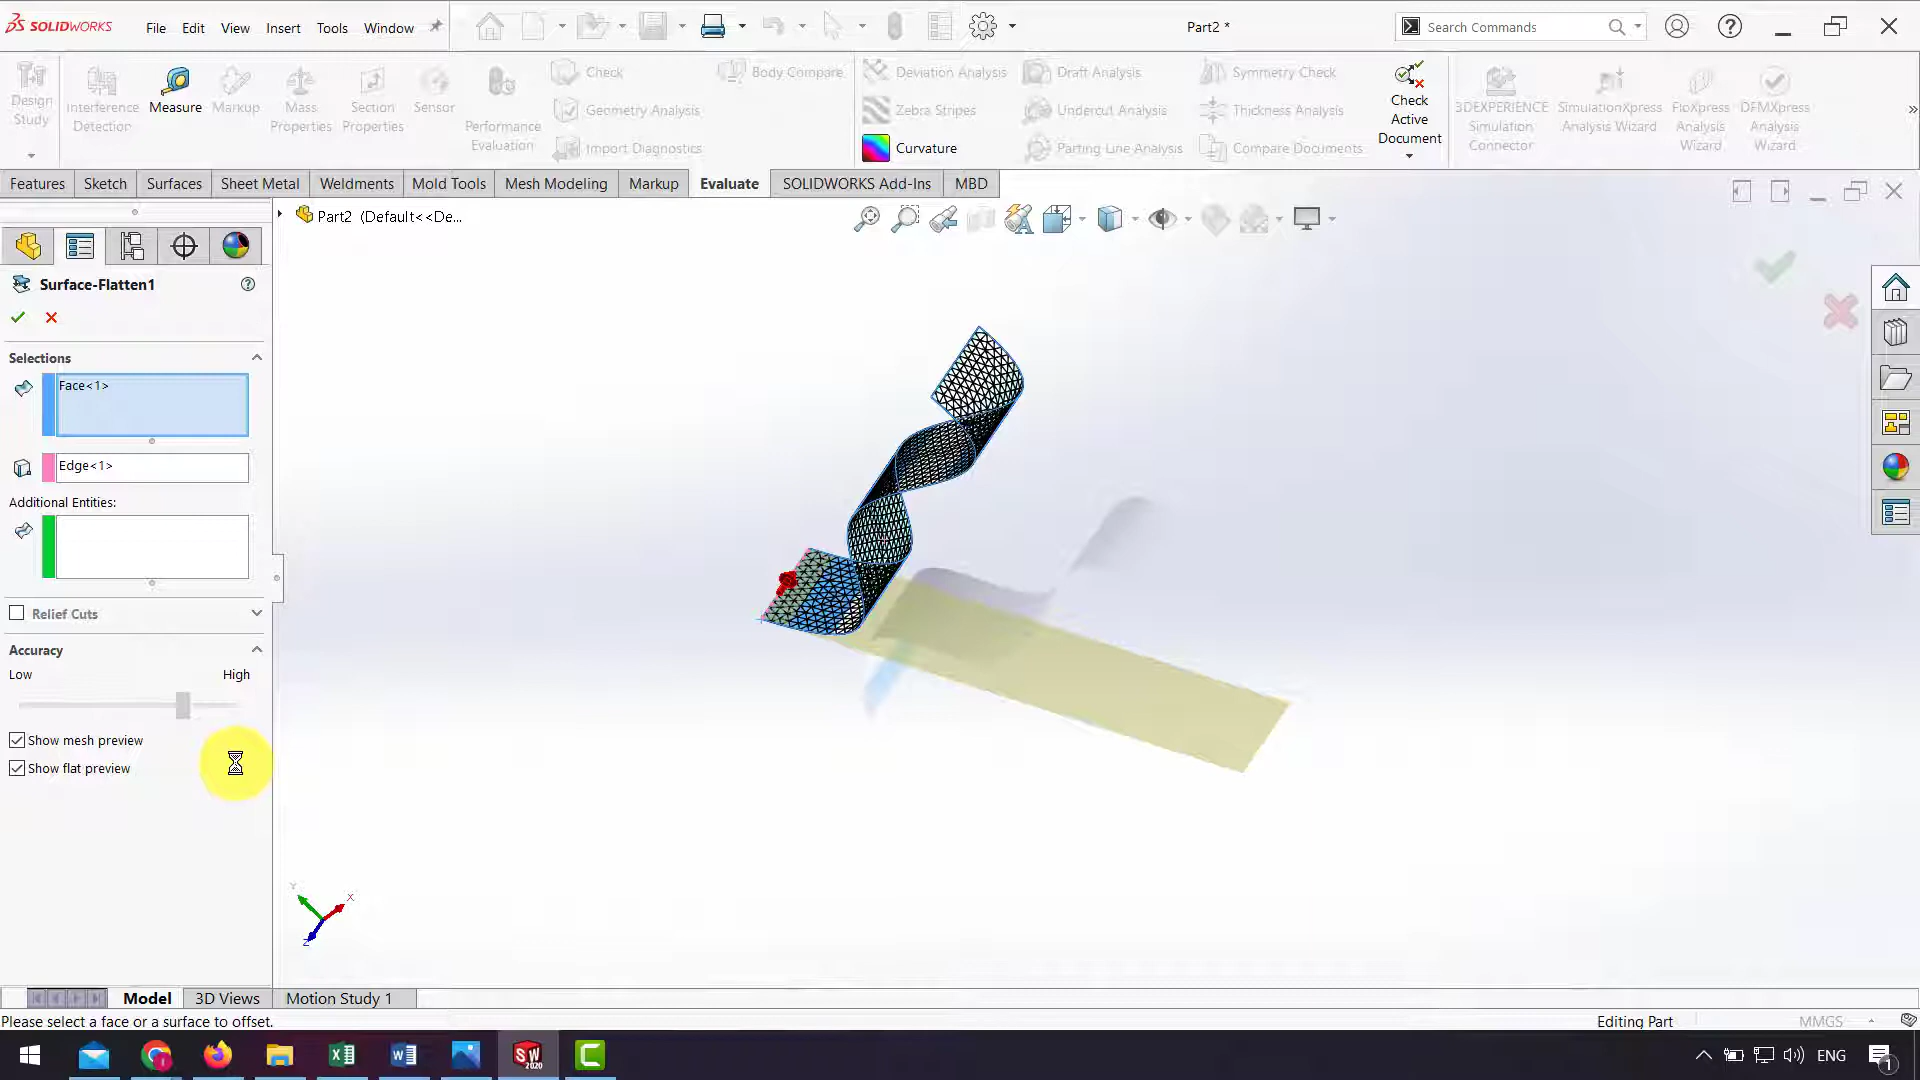 SOLIDWORKS
File
Edit
View
Insert
Tools
Window
Part2 *
Search Commands
Design Study
Interference Detection
Measure
Markup
Mass Properties
Section Properties
Sensor
Performance Evaluation
Check
Geometry Analysis
Import Diagnostics
Body Compare
Deviation Analysis
Zebra Stripes
Curvature
Draft Analysis
Undercut Analysis
Parting Line Analysis
Symmetry Check
Thickness Analysis
Compare Documents
Check Active Document
3DEXPERIENCE Simulation Connector
SimulationXpress Analysis Wizard
FloXpress Analysis Wizard
DFMXpress Analysis Wizard
Features
Sketch
Surfaces
Sheet Metal
Weldments
Mold Tools
Mesh Modeling
Markup
Evaluate
SOLIDWORKS Add-Ins
MBD
Part2 (Default<<De...
Surface-Flatten1
Selections
Face<1>
Edge<1>
Additional Entities:
Relief Cuts
Accuracy
Low
High
Show mesh preview
Show flat preview
Y
X
Z
Model
3D Views
Motion Study 1
Please select a face or a surface to offset.
Editing Part
MMGS
SW
2020
ENG
1